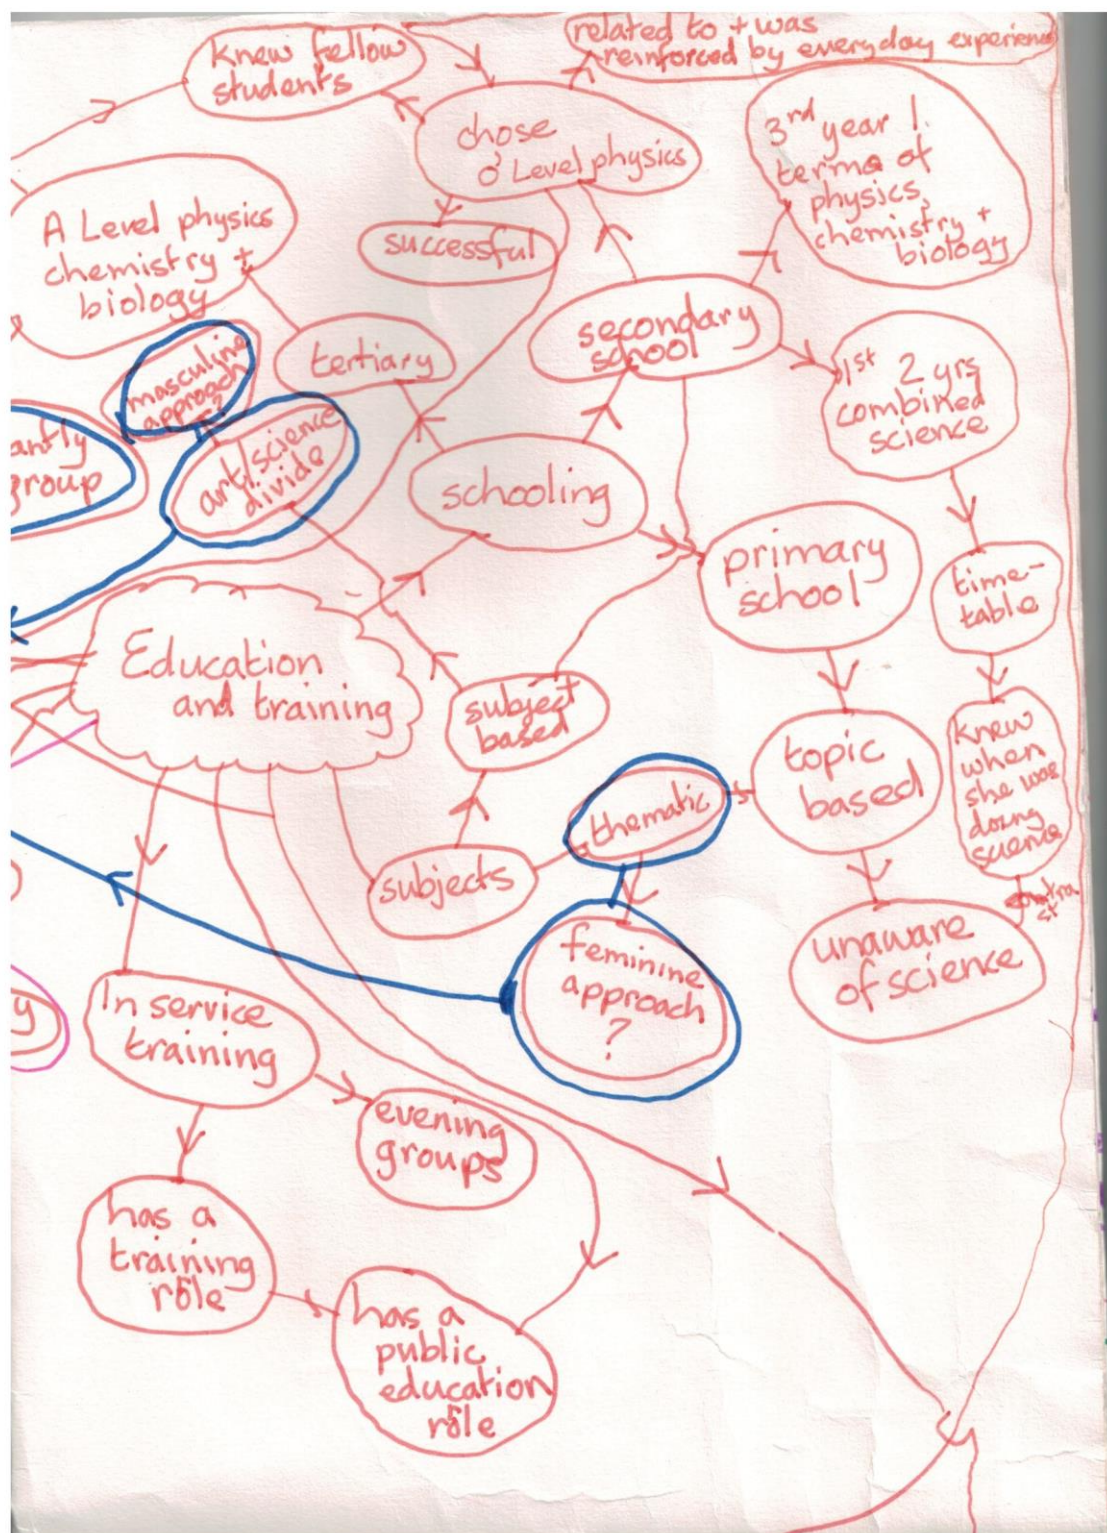 knew fellow
students
related to + was
reinforced by everyday experience
chose
'O' Level physics
3rd year 1
terma of
physics,
chemistry +
biology
A Level physics
chemistry +
biology
successful
secondary
school
tertiary
masculine
approach
?
1st 2 yrs
combined
science
antly
group
art/science
divide
schooling
primary
school
time-
table
Education
and training
subject
based
topic
based
knew
when
she was
doing
science
thematic
subjects
contra
st
unaware
of science
feminine
approach
?
y
In service
training
evening
groups
has a
training
rôle
has a
public
education
rôle